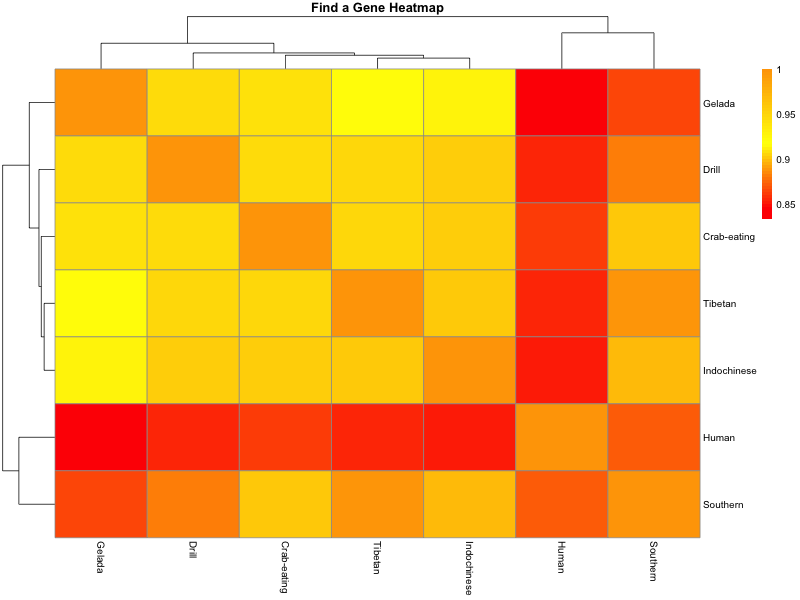 Find a Gene Heatmap
1
0.95
0.9
0.85
Gelada
Drill
Crab-eating
Tibetan
Indochinese
Human
Southern
Gelada
Drill
Crab-eating
Tibetan
Indochinese
Human
Southern